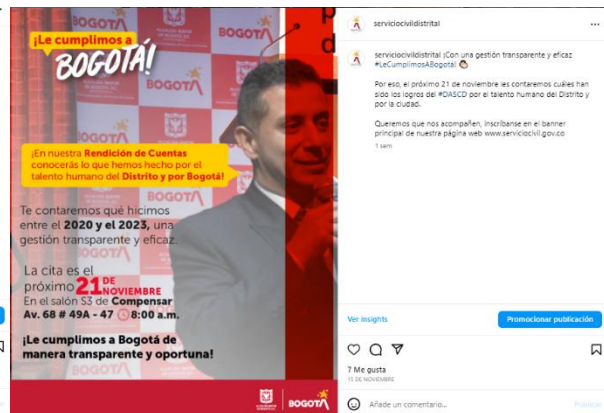 ¡Le cumplimos a
BOGOTÁ!
¡En nuestra Rendición de Cuentas
conocerás lo que hemos hecho por el
talento humano del Distrito y por Bogotá!
Te contaremos qué hicimos
entre el 2020 y el 2023, una
gestión transparente y eficaz.
La cita es el
próximo 21 DE
NOVIEMBRE
En el salón S3 de Compensar
Av. 68 # 49A - 47 8:00 a.m.
¡Le cumplimos a Bogotá de
manera transparente y oportuna!
BOGOTÁ
serviciocivildistrital
serviciocivildistrital ¡Con una gestión transparente y eficaz
#LeCumplimosABogotá!
Por eso, el próximo 21 de noviembre les contaremos cuáles han
sido los logros del #DASCD por el talento humano del Distrito y
por la ciudad.
Queremos que nos acompañen, inscríbanse en el banner
principal de nuestra página web www.serviciocivil.gov.co
1 sem
Ver insights
Promocionar publicación
7 Me gusta
15 DE NOVIEMBRE
Añade un comentario...
Publicar